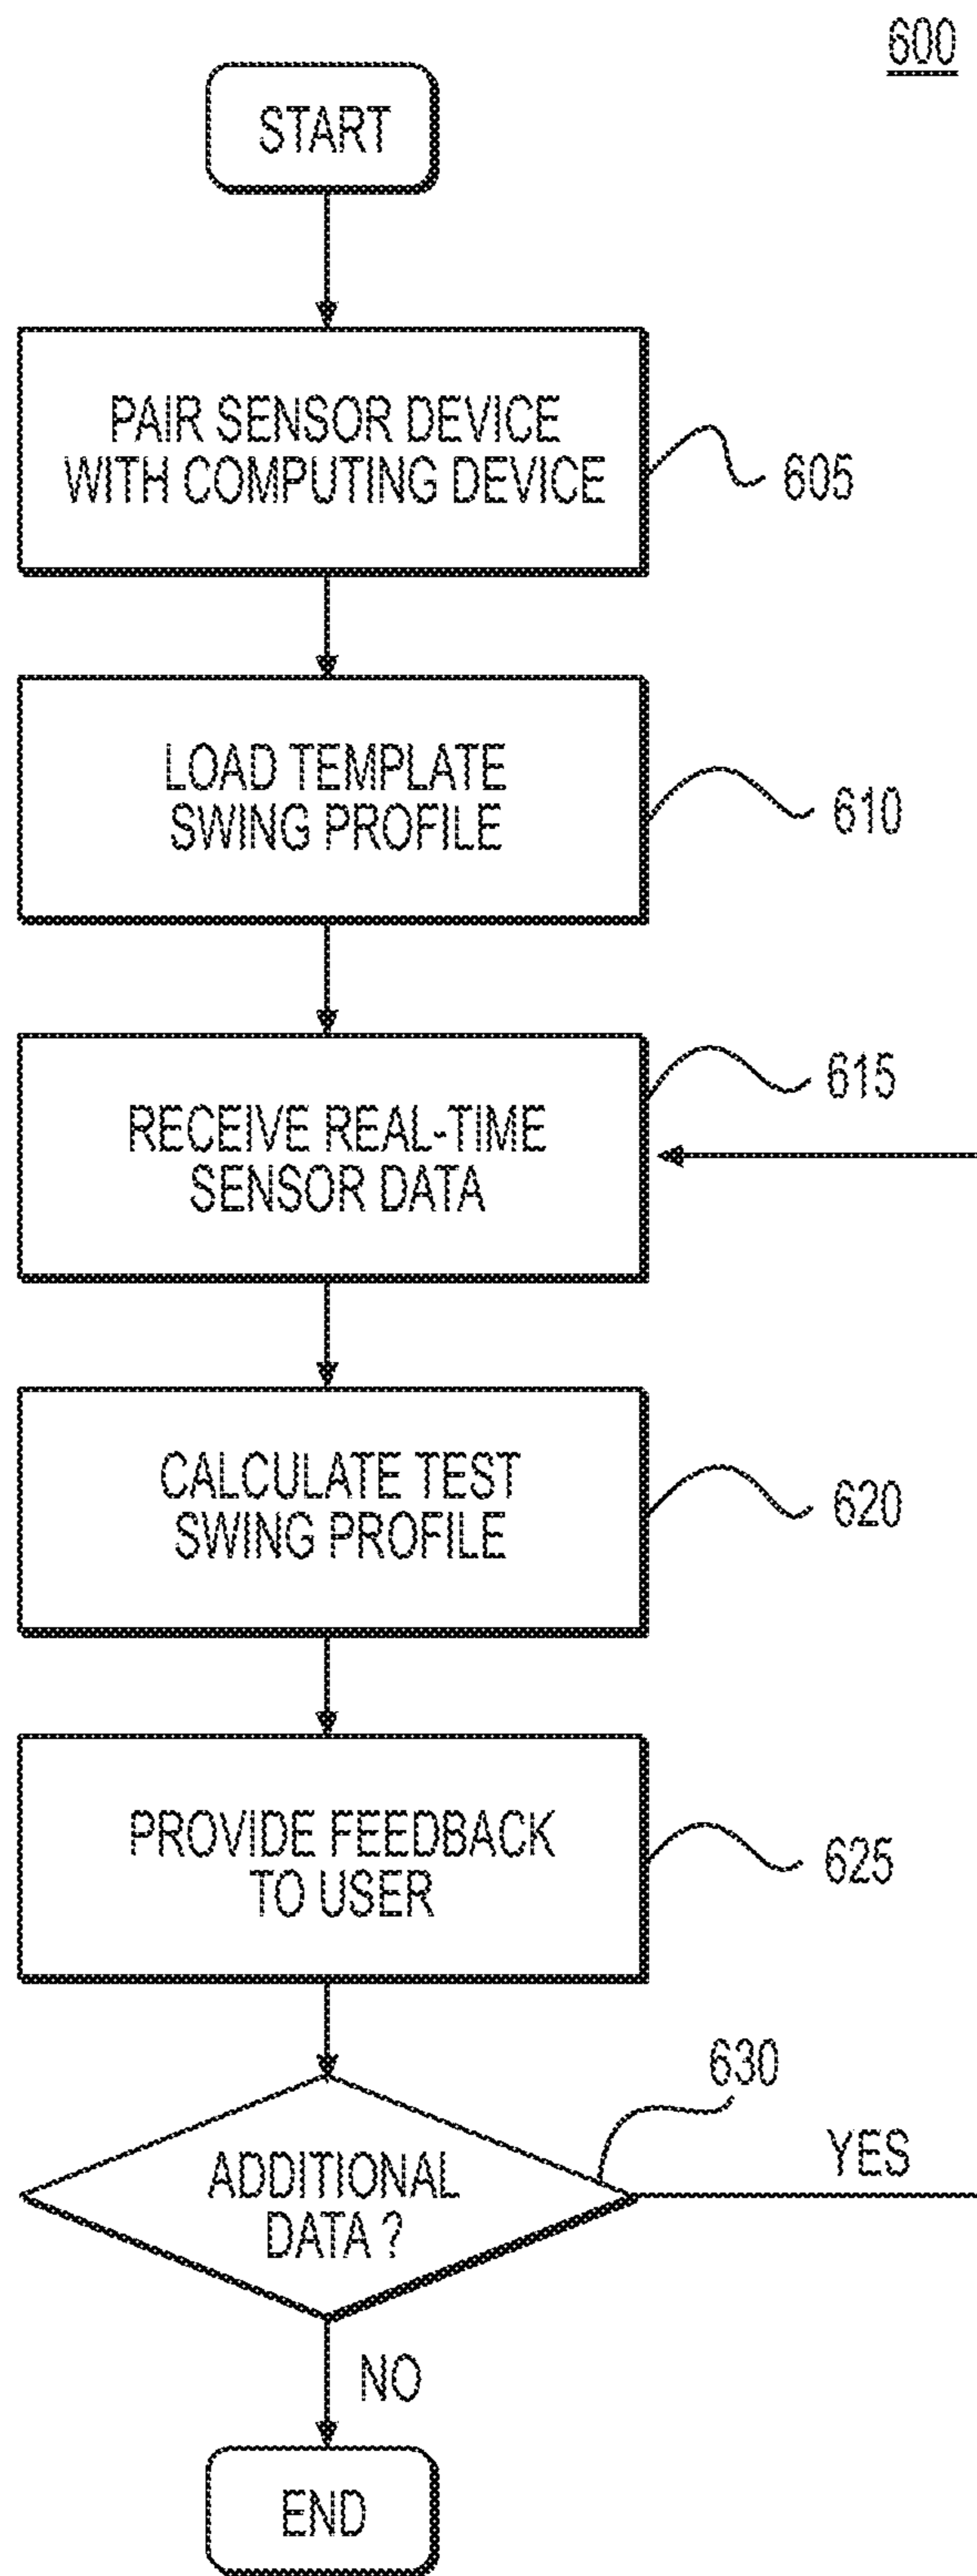 600
START
PAIR SENSOR DEVICE
WITH COMPUTING DEVICE
605
LOAD TEMPLATE
SWING PROFILE
610
615
RECEIVE REAL-TIME
SENSOR DATA
CALCULATE TEST
SWING PROFILE
620
PROVIDE FEEDBACK
TO USER
625
630
YES
ADDITIONAL
DATA ?
NO
END